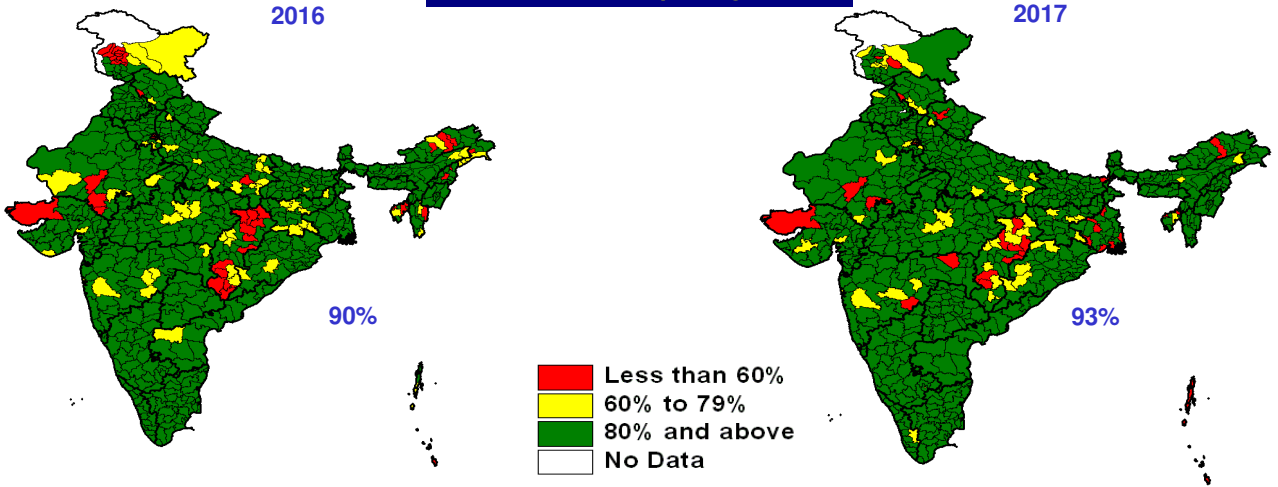 2016
2017
90%
93%
Less than 60%
60% to 79%
80% and above
No Data